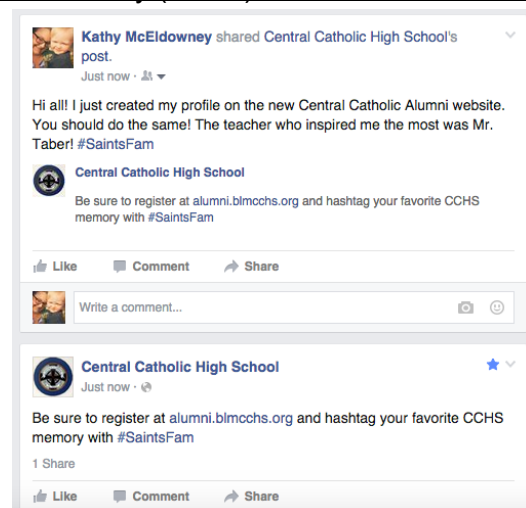 Kathy McEldowney shared Central Catholic High School's
post.
Just now ·
Hi all! I just created my profile on the new Central Catholic Alumni website.
You should do the same! The teacher who inspired me the most was Mr.
Taber! #SaintsFam
Central Catholic High School
Be sure to register at alumni.blmcchs.org and hashtag your favorite CCHS
memory with #SaintsFam
Like Comment Share
Write a comment...
Central Catholic High School
Just now ·
Be sure to register at alumni.blmcchs.org and hashtag your favorite CCHS
memory with #SaintsFam
1 Share
Like Comment Share